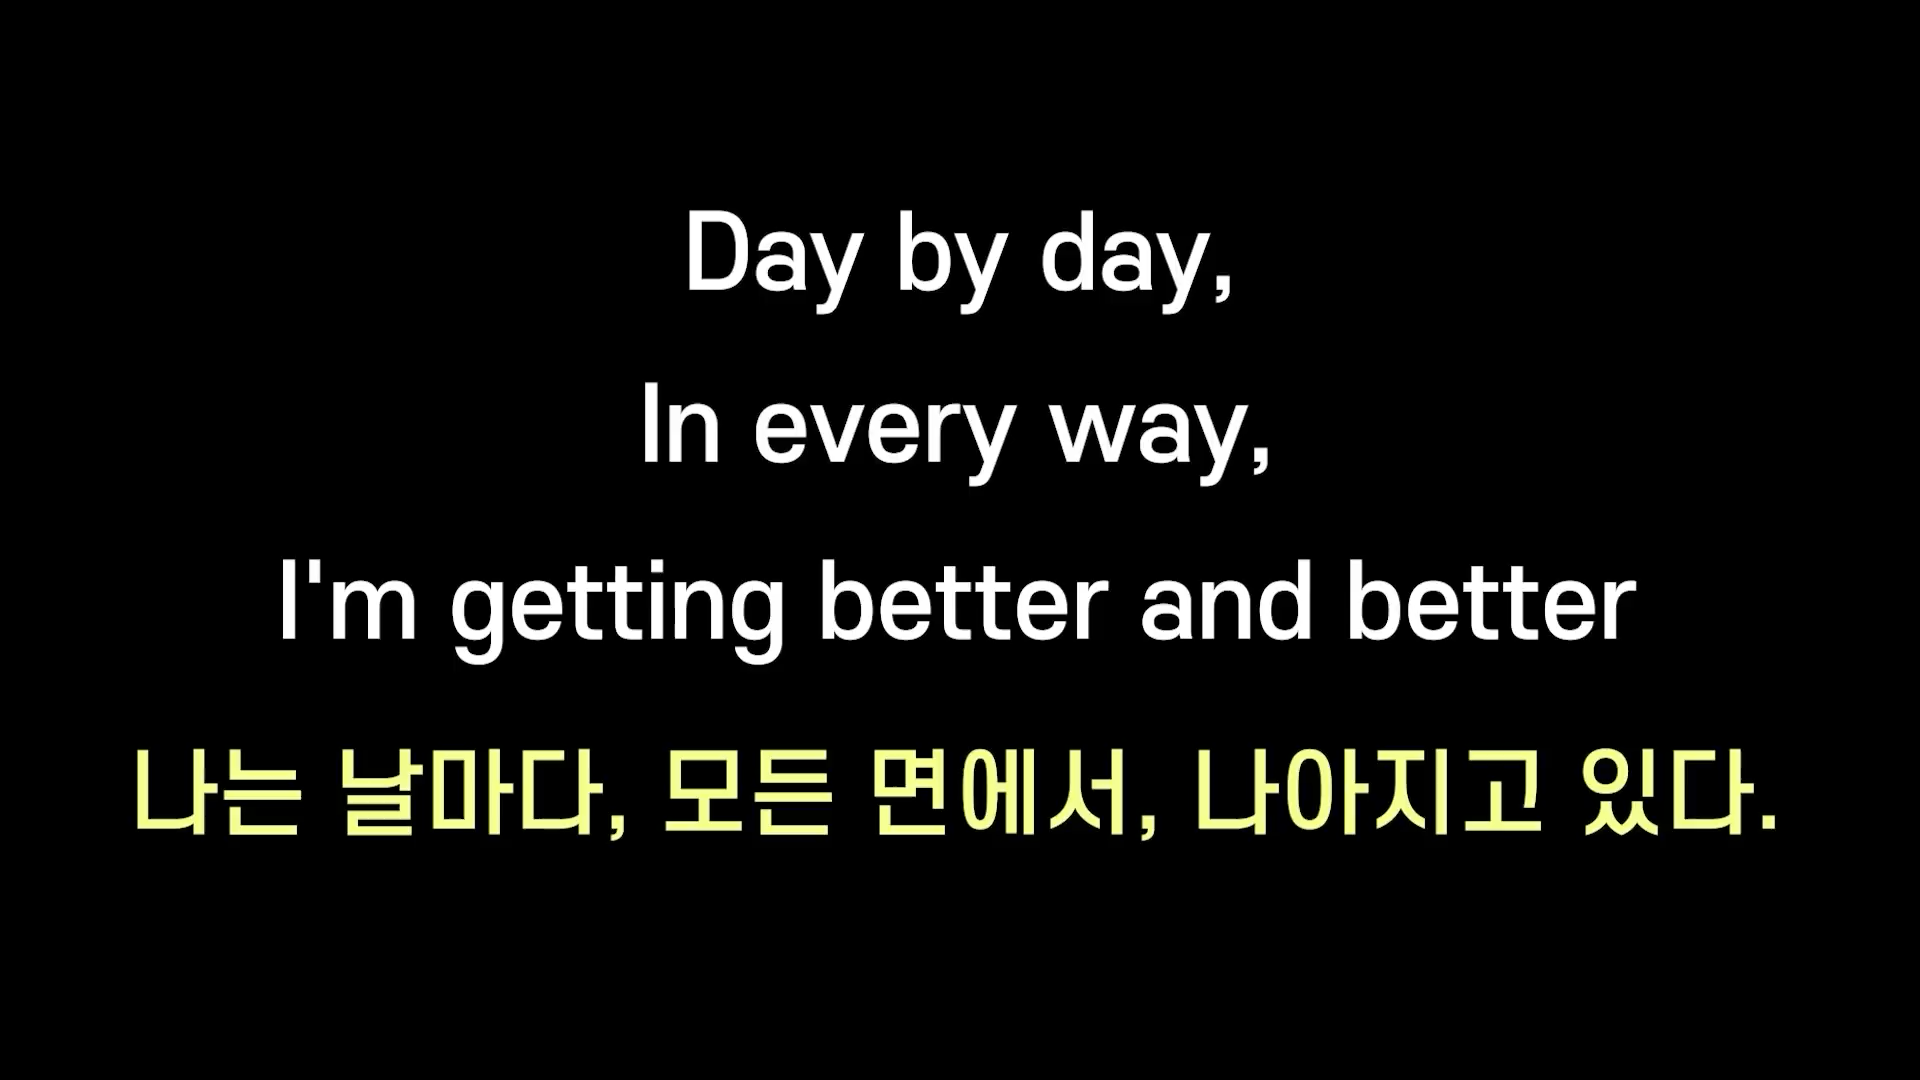 Day by day,
In every way,
I'm getting better and better
나는 날마다, 모든 면에서, 나아지고 있다.